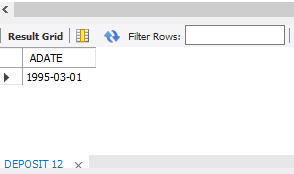 Result Grid Filter Rows:
ADATE
1995-03-01
DEPOSIT 12